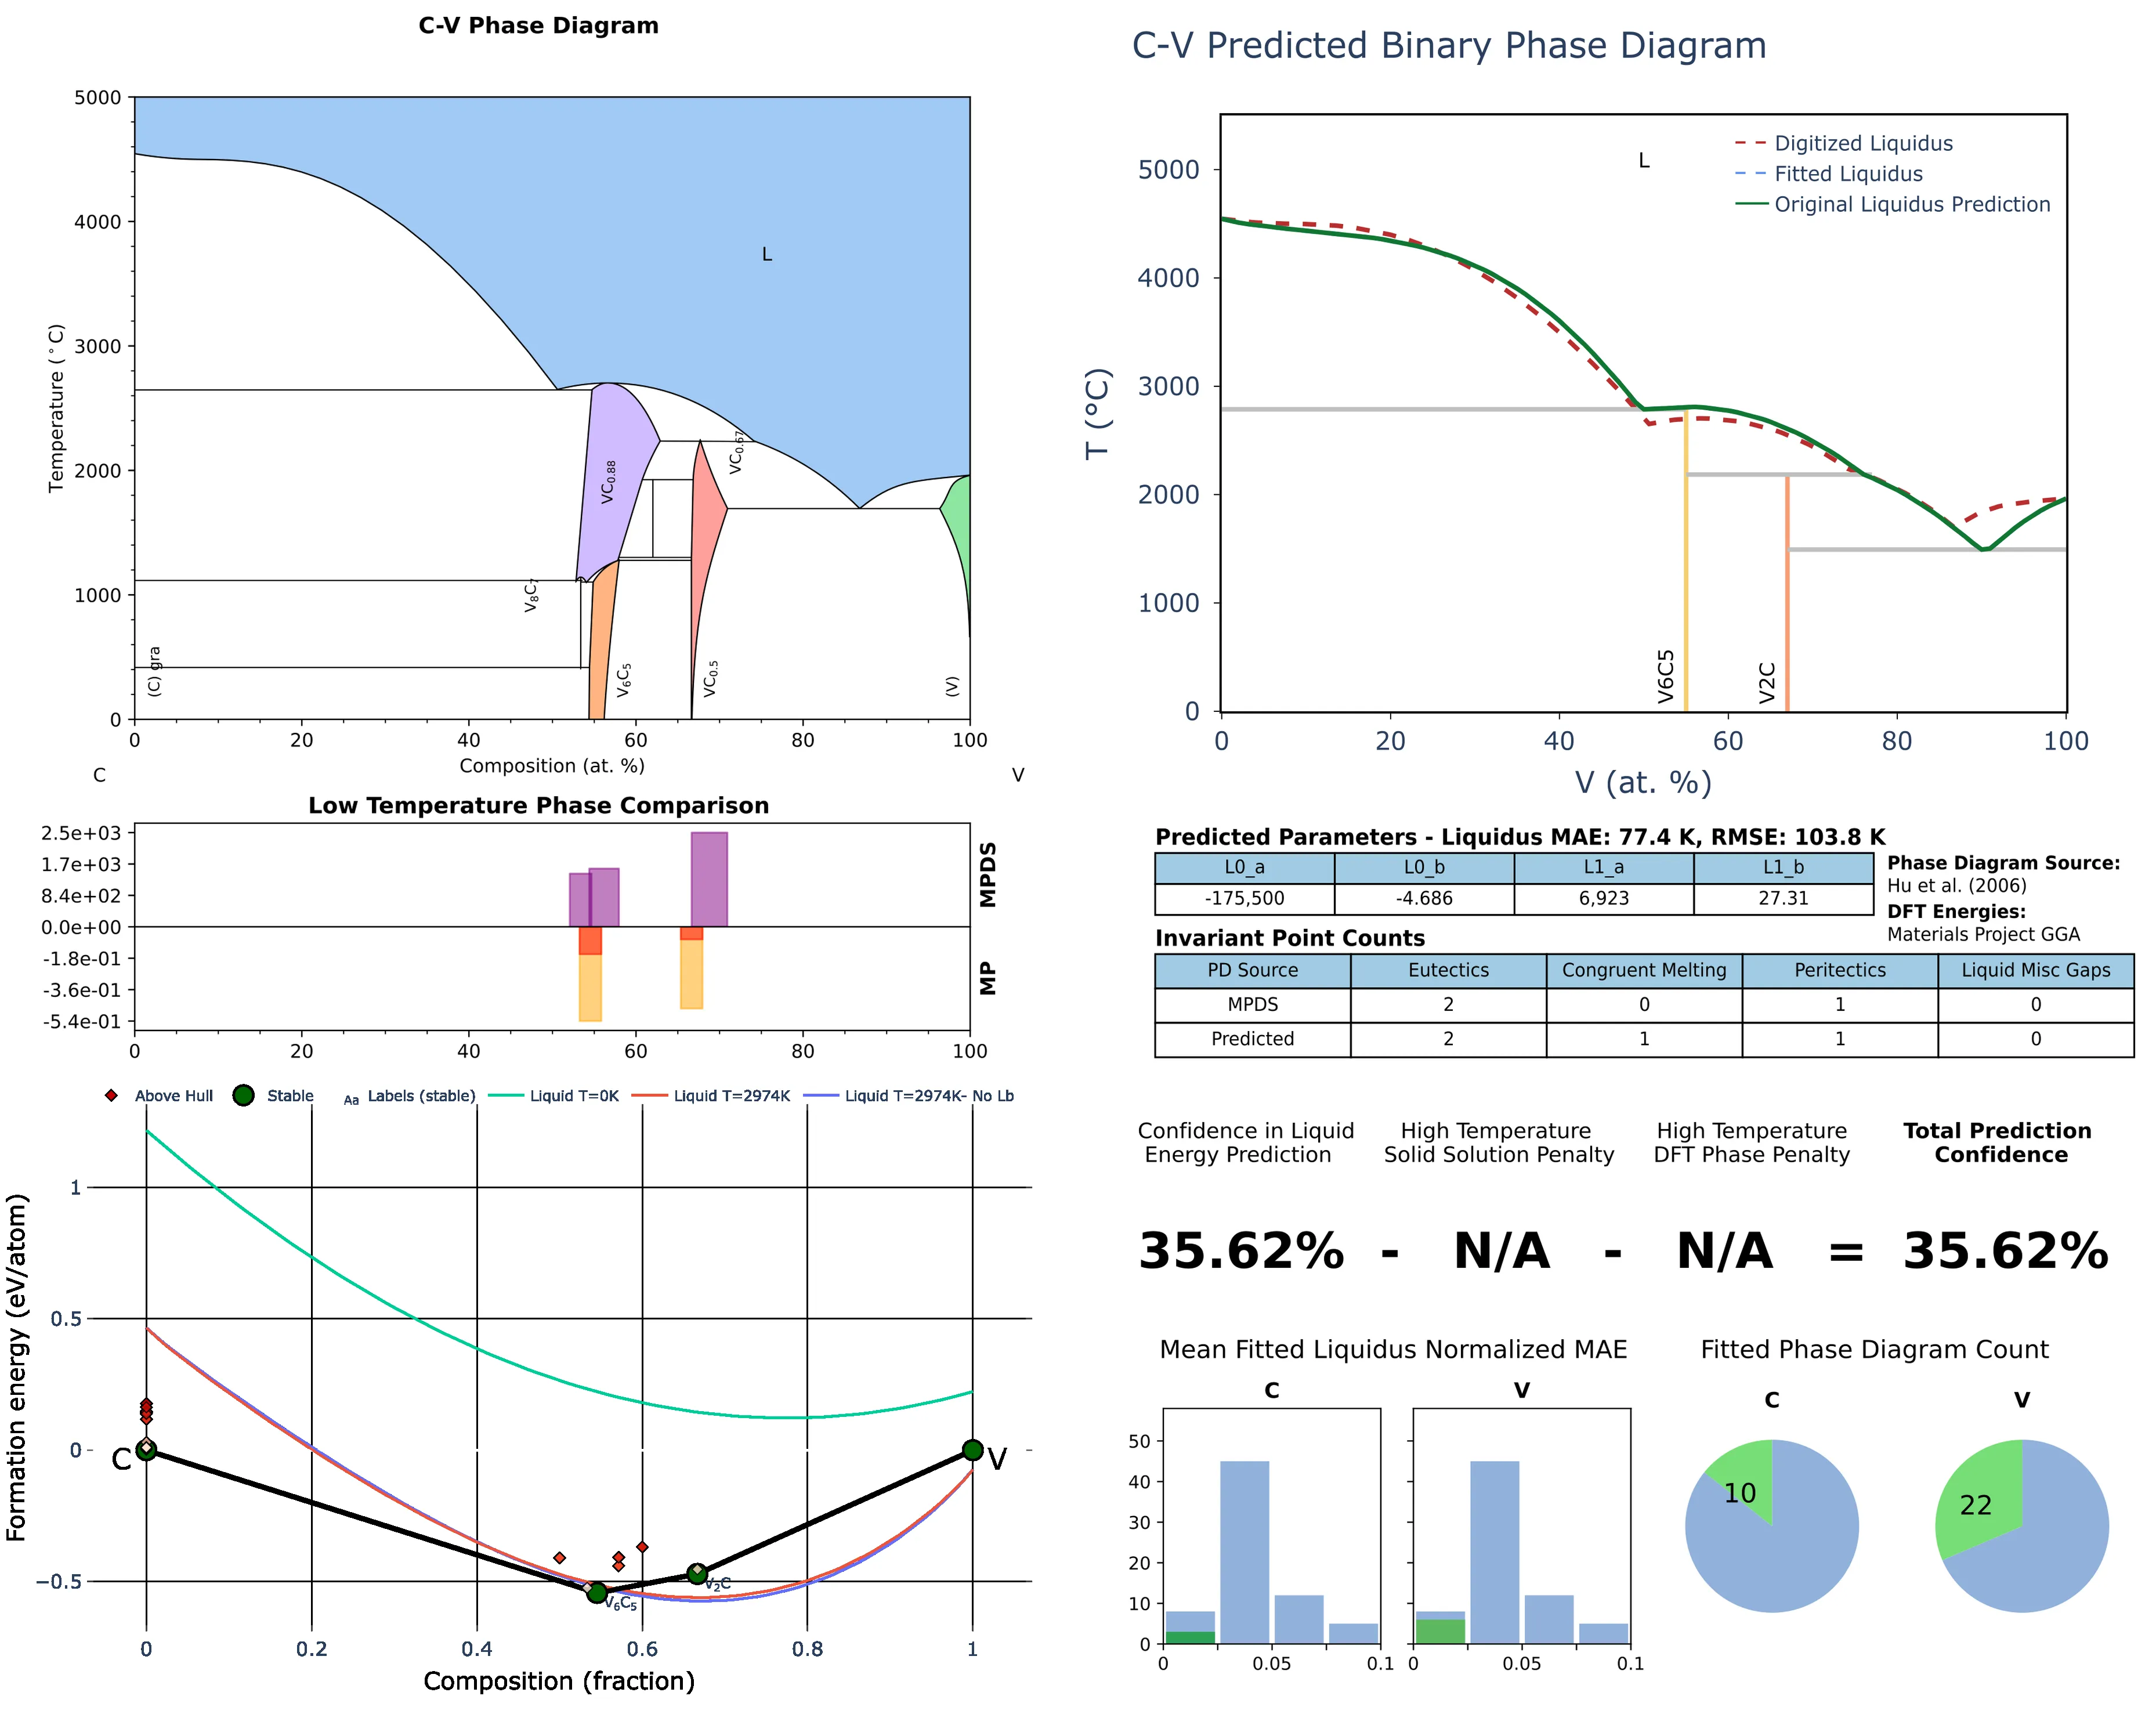 C-V Phase Diagram
5000
4000
3000
2000
1000
0
Temperature (°C)
L
VC0.88
VC0.67
V8C7
(C) gra
V6C5
VC0.5
(V)
0 20 40 60 80 100
Composition (at. %)
C V
Low Temperature Phase Comparison
2.5e+03
1.7e+03
8.4e+02
0.0e+00
-1.8e-01
-3.6e-01
-5.4e-01
MPDS
MP
0 20 40 60 80 100
Above Hull Stable Aa Labels (stable) Liquid T=0K Liquid T=2974K Liquid T=2974K- No Lb
1
0.5
0
−0.5
Formation energy (eV/atom)
C
V
V6C5
V2C
0 0.2 0.4 0.6 0.8 1
Composition (fraction)
C-V Predicted Binary Phase Diagram
5000
4000
3000
2000
1000
0
T (°C)
L
Digitized Liquidus
Fitted Liquidus
Original Liquidus Prediction
V6C5
V2C
0 20 40 60 80 100
V (at. %)
Predicted Parameters - Liquidus MAE: 77.4 K, RMSE: 103.8 K
L0_a L0_b L1_a L1_b
-175,500 -4.686 6,923 27.31
Phase Diagram Source:
Hu et al. (2006)
DFT Energies:
Materials Project GGA
Invariant Point Counts
PD Source Eutectics Congruent Melting Peritectics Liquid Misc Gaps
MPDS 2 0 1 0
Predicted 2 1 1 0
Confidence in Liquid
Energy Prediction
High Temperature
Solid Solution Penalty
High Temperature
DFT Phase Penalty
Total Prediction
Confidence
35.62% - N/A - N/A = 35.62%
Mean Fitted Liquidus Normalized MAE
C
V
50
40
30
20
10
0
0 0.05 0.1
0 0.05 0.1
Fitted Phase Diagram Count
C
V
10
22